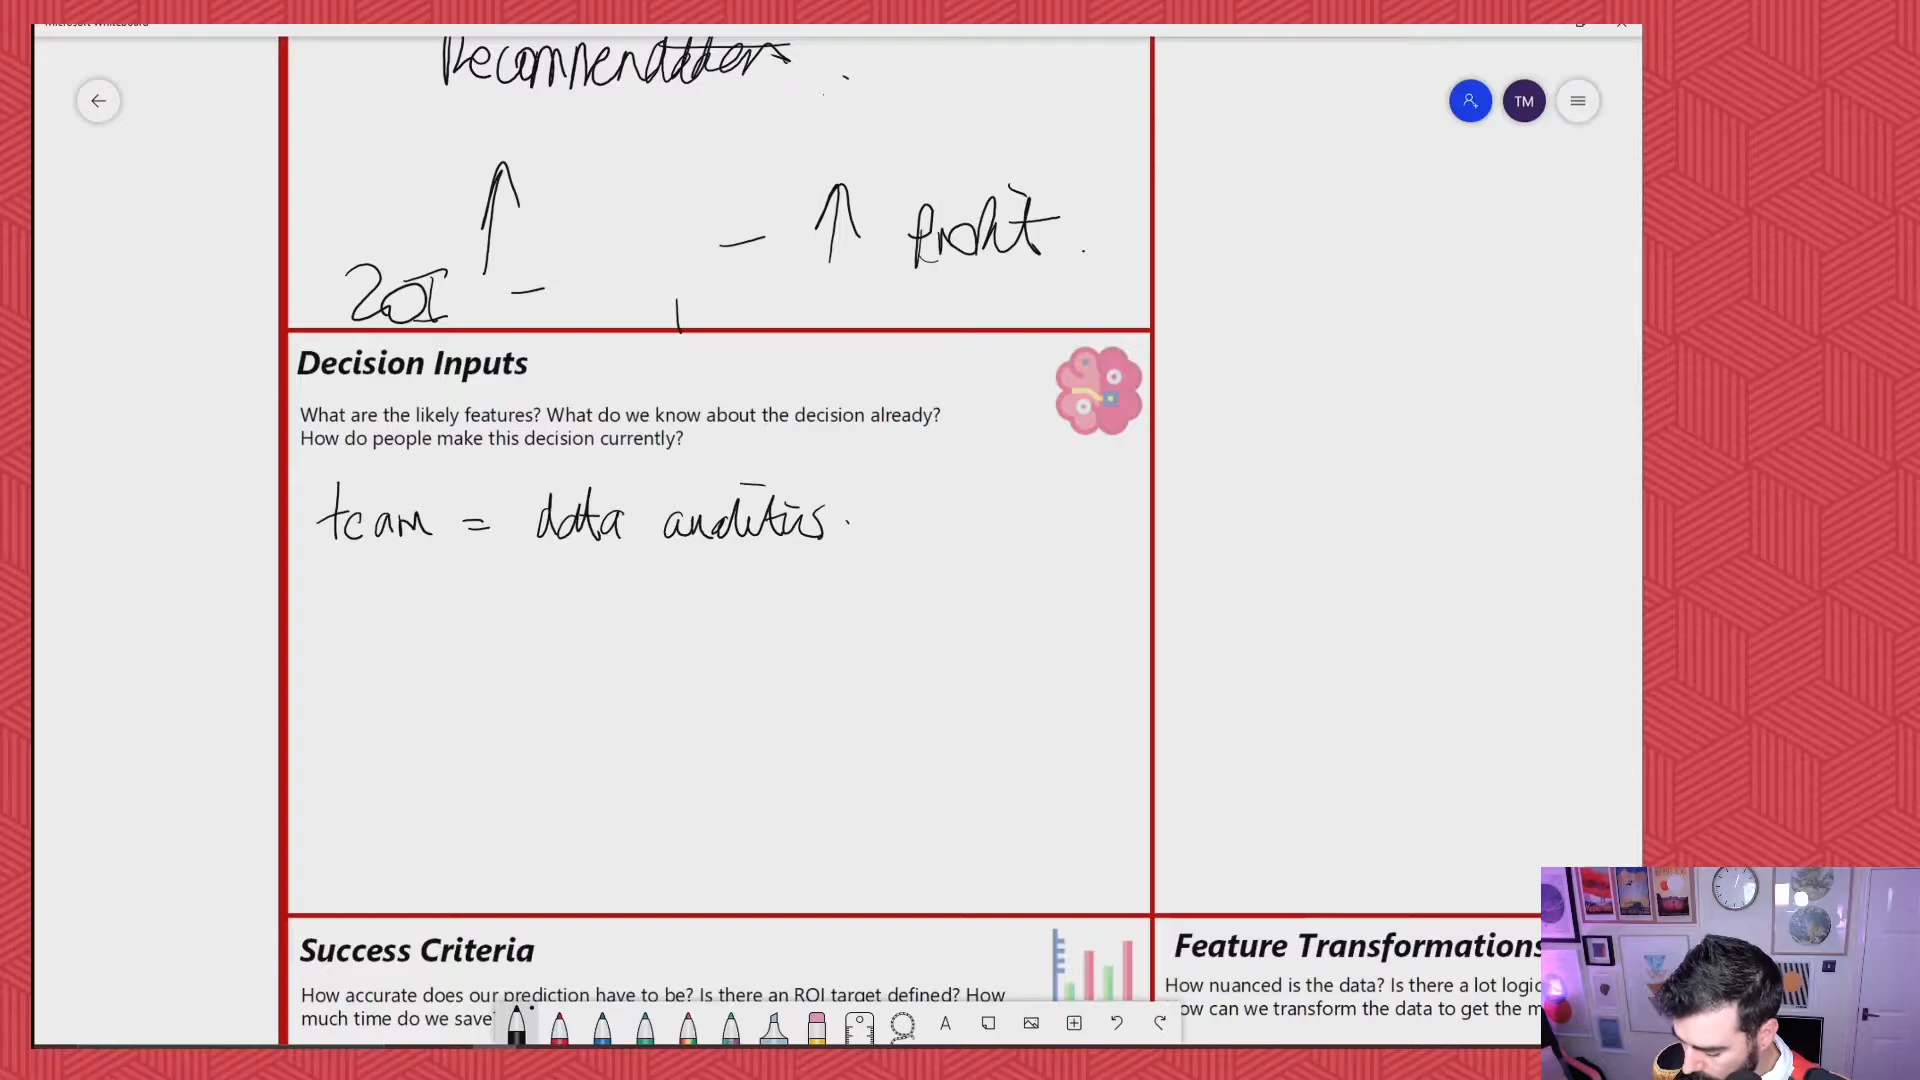 Microsoft Whiteboard
Recommendations.
TM
↑ Profit.
Decision Inputs
What are the likely features? What do we know about the decision already?
How do people make this decision currently?
team = data
Success Criteria
How accurate does our prediction have to be? Is there an ROI target defined? How
much time do we save
A
Feature Transformations
How nuanced is the data? Is there a lot logic
ow can we transform the data to get the m